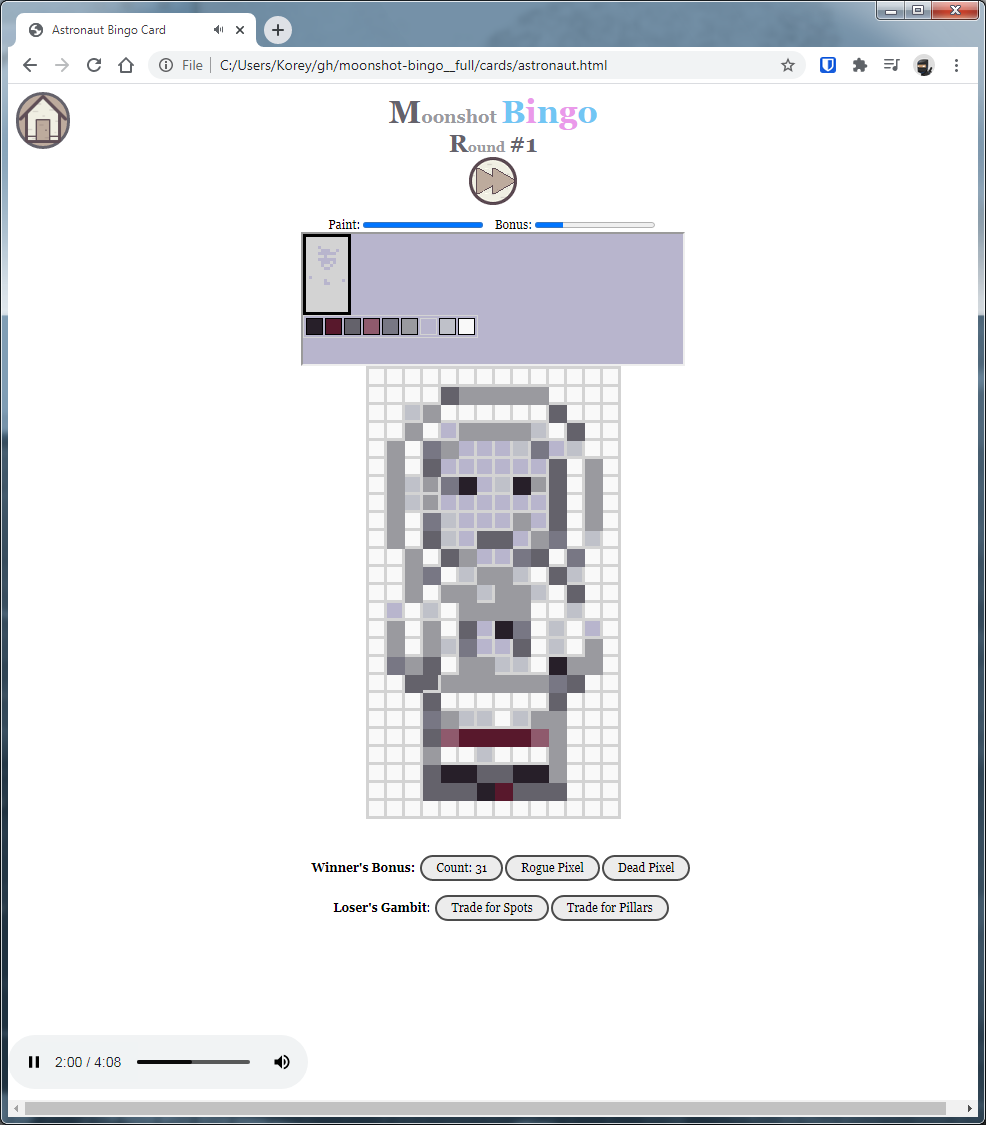 Astronaut Bingo Card
File | C:/Users/Korey/gh/moonshot-bingo__full/cards/astronaut.html
Moonshot Bingo
Round #1
Paint: Bonus:
Winner's Bonus: Count: 31 Rogue Pixel Dead Pixel
Loser's Gambit: Trade for Spots Trade for Pillars
2:00 / 4:08